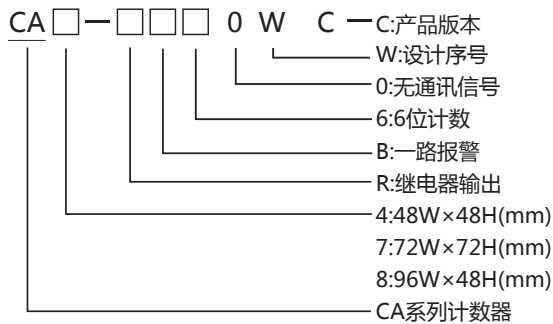 CA□-□□□ 0 W C — C:产品版本
W:设计序号
0:无通讯信号
6:6位计数
B:一路报警
R:继电器输出
4:48W×48H(mm)
7:72W×72H(mm)
8:96W×48H(mm)
CA系列计数器